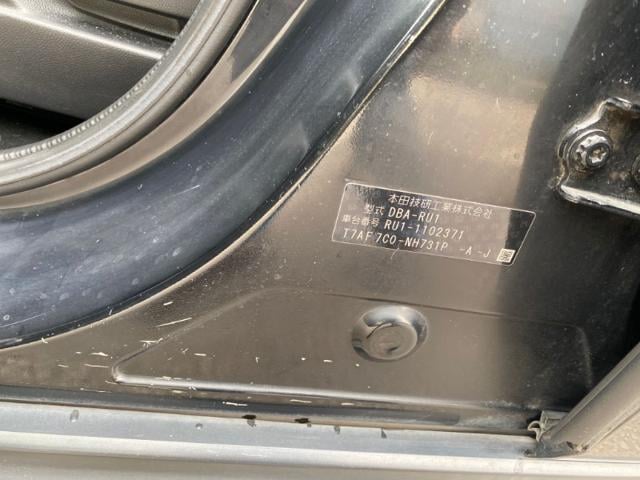 本田技研工業株式会社
型式 DBA-RU1
車台番号 RU1-1102371
T7AF7C0-NH731P -A -J